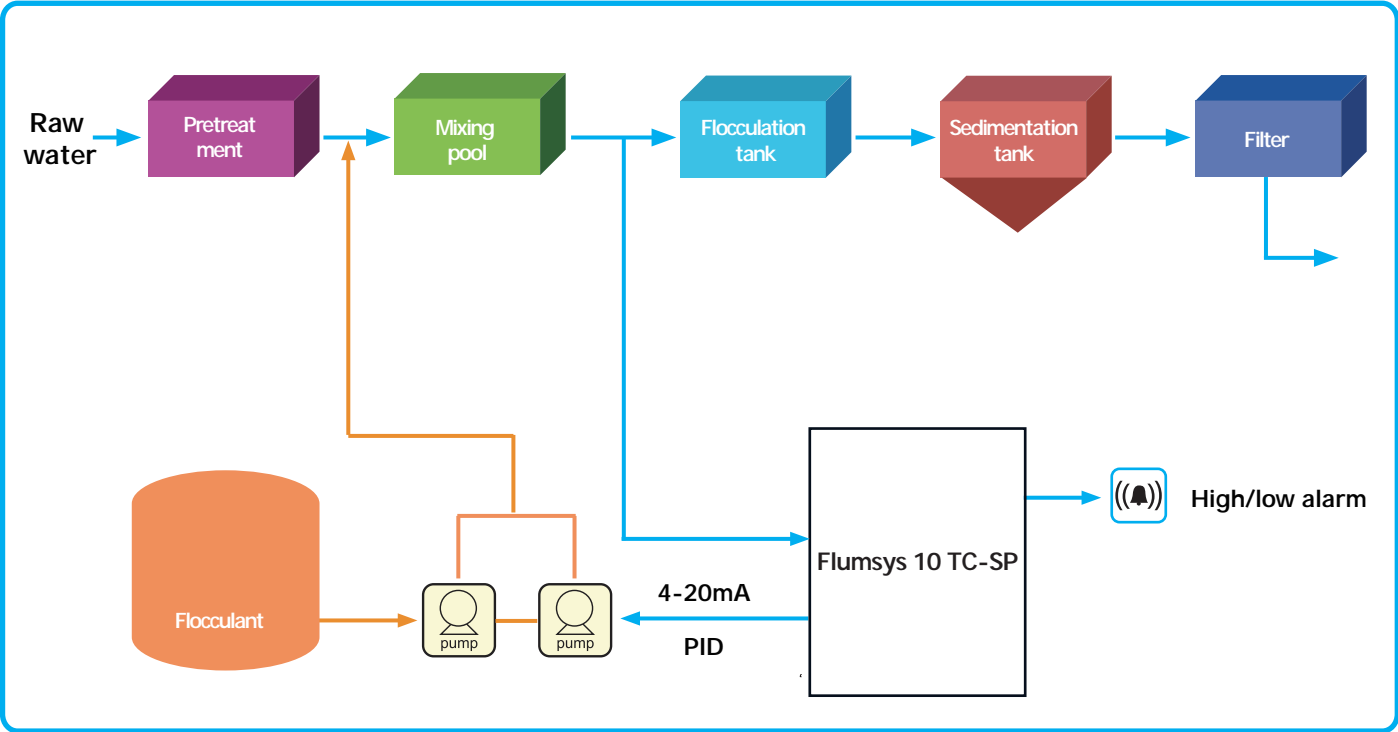 Raw
water
Pretreat
ment
Mixing
pool
Flocculation
tank
Sedimentation
tank
Filter
Flocculant
pump
pump
4-20mA
PID
Flumsys 10 TC-SP
High/low alarm